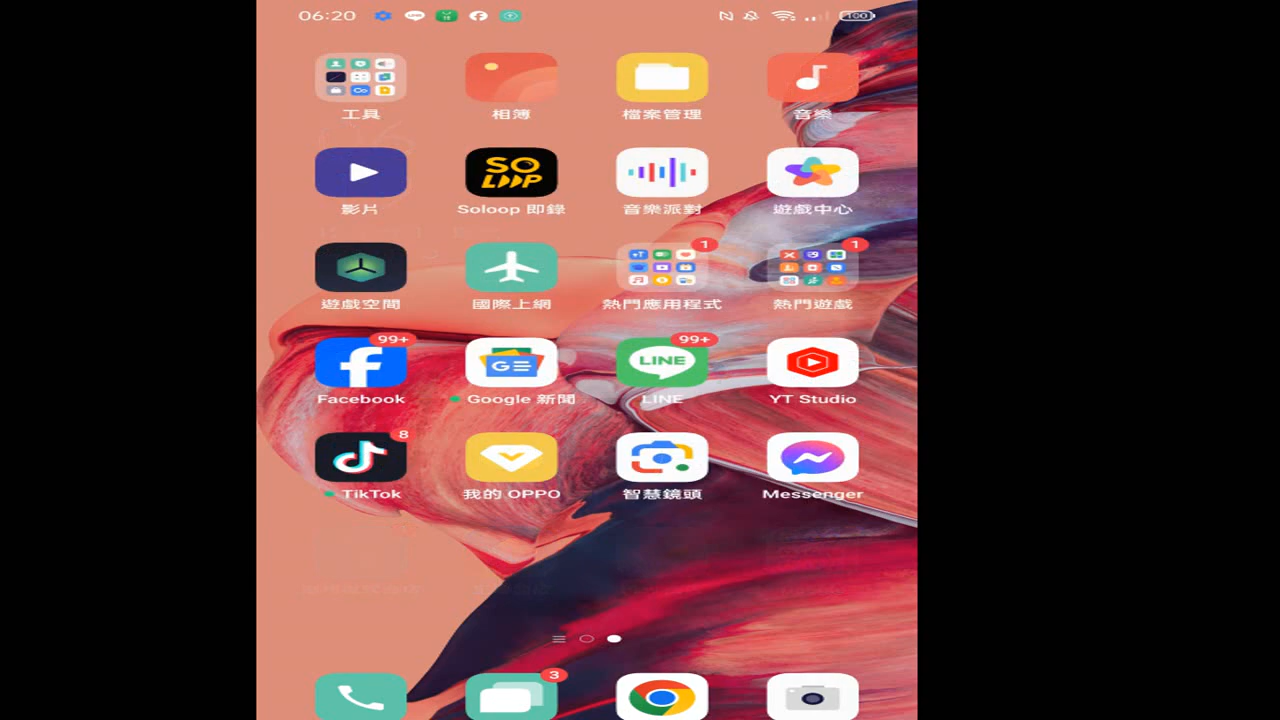 06:20 100
工具 相簿 檔案管理 音樂
SO
LOOP
影片 Soloop 即錄 音樂派對 遊戲中心
1 1
遊戲空間 國際上網 熱門應用程式 熱門遊戲
99+ 99+
LINE
Facebook Google 新聞 LINE YT Studio
8
TikTok 我的 OPPO 智慧鏡頭 Messenger
3